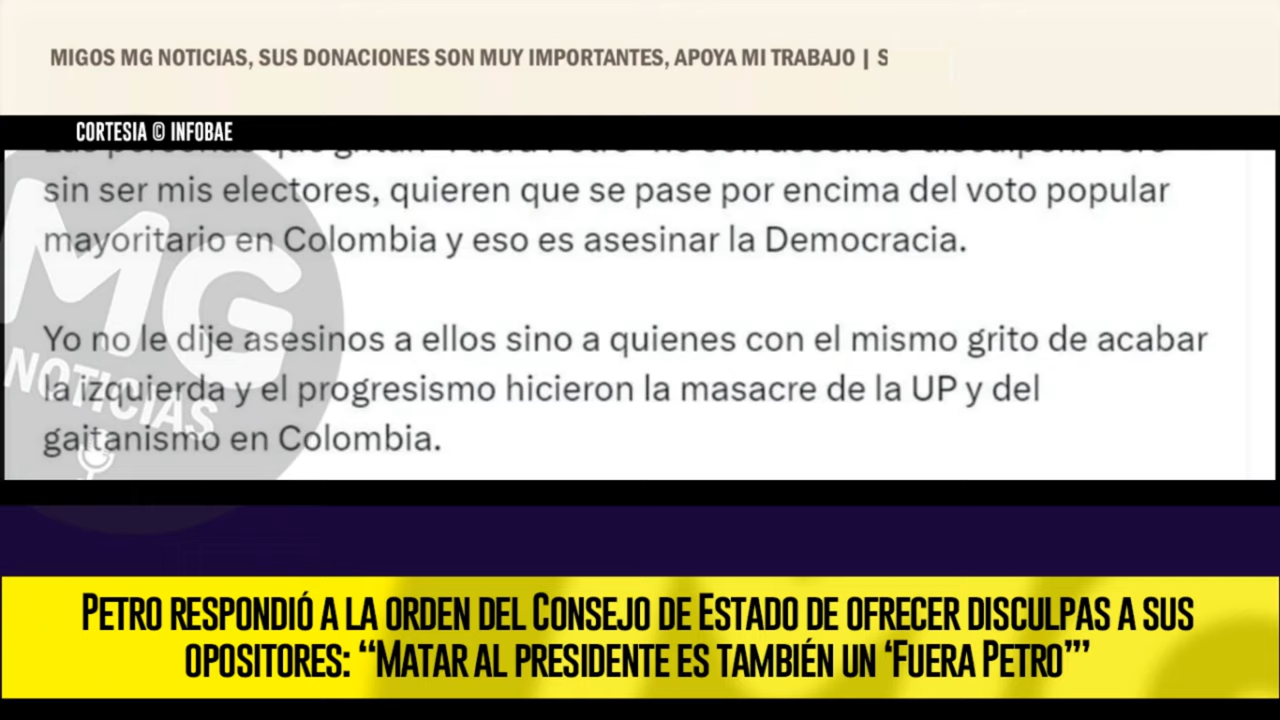 MIGOS MG NOTICIAS, SUS DONACIONES SON MUY IMPORTANTES, APOYA MI TRABAJO | S
CORTESIA © INFOBAE
sin ser mis electores, quieren que se pase por encima del voto popular
mayoritario en Colombia y eso es asesinar la Democracia.
Yo no le dije asesinos a ellos sino a quienes con el mismo grito de acabar
la izquierda y el progresismo hicieron la masacre de la UP y del
gaitanismo en Colombia.
MG
NOTICIAS
PETRO RESPONDIÓ A LA ORDEN DEL CONSEJO DE ESTADO DE OFRECER DISCULPAS A SUS
OPOSITORES: “MATAR AL PRESIDENTE ES TAMBIÉN UN ‘FUERA PETRO’”